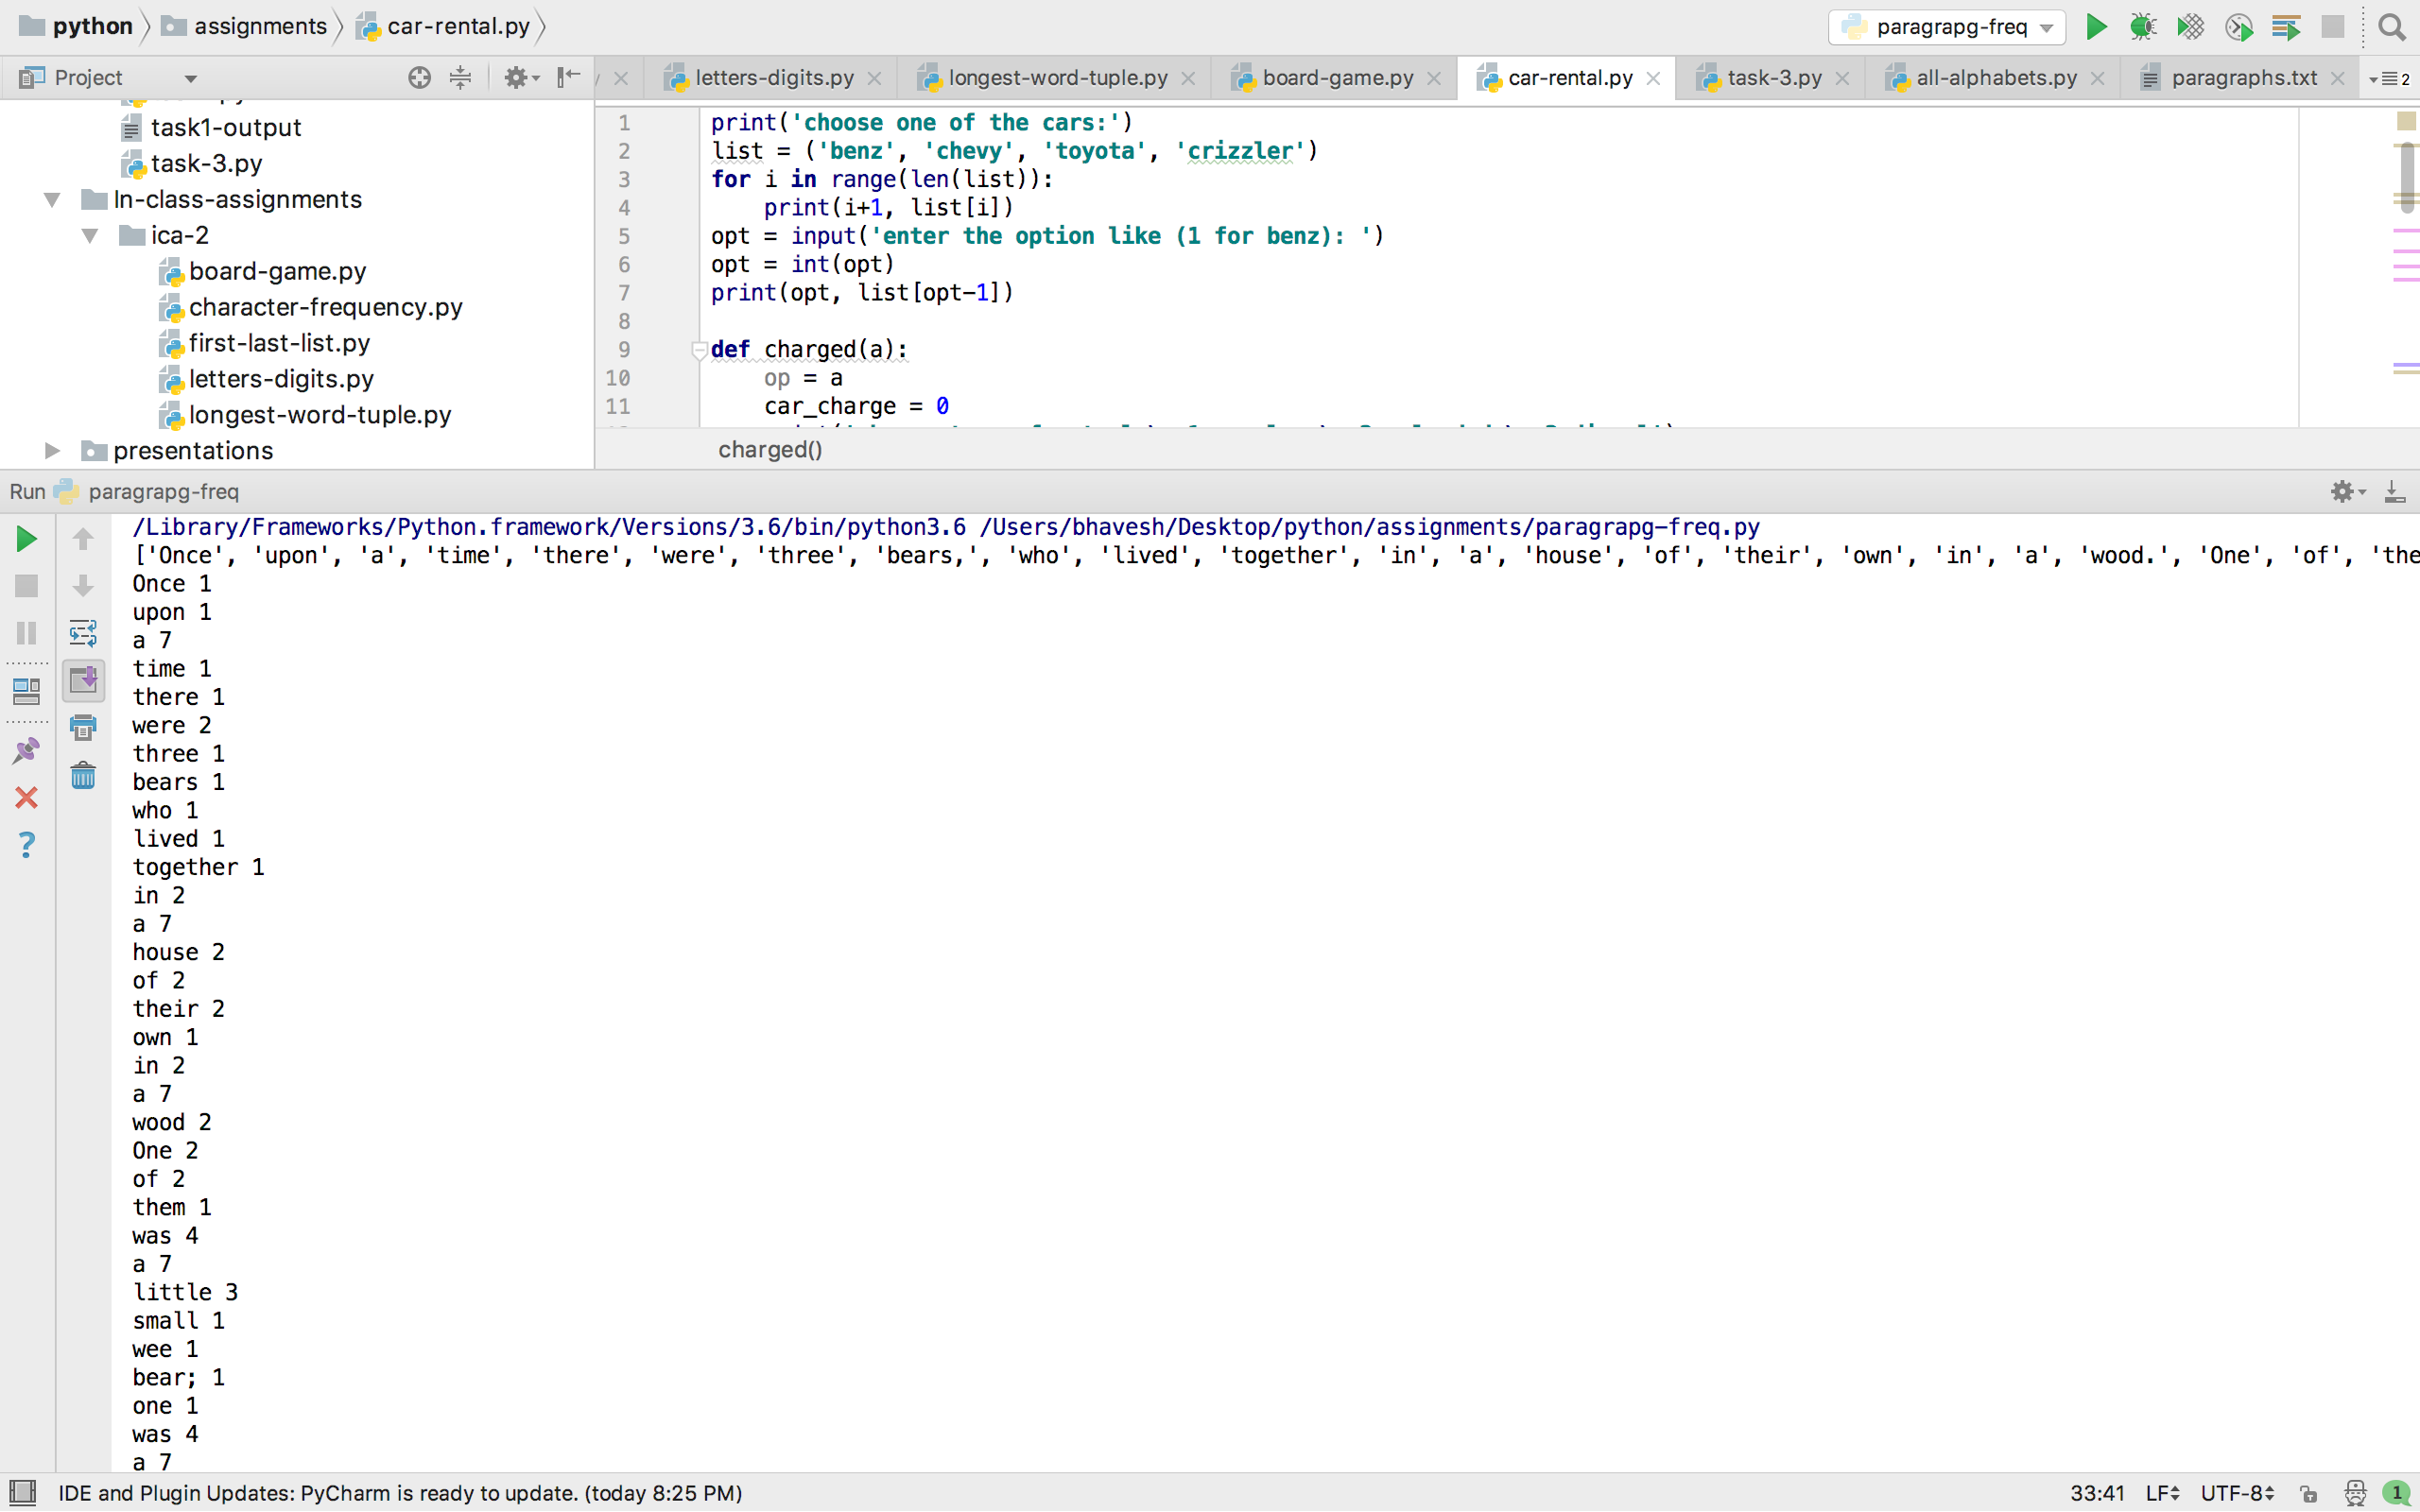 python assignments car-rental.py paragrapg-freq
Project letters-digits.py longest-word-tuple.py board-game.py car-rental.py task-3.py all-alphabets.py paragraphs.txt 2
task1-output
task-3.py
In-class-assignments
ica-2
board-game.py
character-frequency.py
first-last-list.py
letters-digits.py
longest-word-tuple.py
presentations
1 print('choose one of the cars:')
2 list = ('benz', 'chevy', 'toyota', 'crizzler')
3 for i in range(len(list)):
4 print(i+1, list[i])
5 opt = input('enter the option like (1 for benz): ')
6 opt = int(opt)
7 print(opt, list[opt-1])
8
9 def charged(a):
10 op = a
11 car_charge = 0
charged()
Run paragrapg-freq
/Library/Frameworks/Python.framework/Versions/3.6/bin/python3.6 /Users/bhavesh/Desktop/python/assignments/paragrapg-freq.py
['Once', 'upon', 'a', 'time', 'there', 'were', 'three', 'bears,', 'who', 'lived', 'together', 'in', 'a', 'house', 'of', 'their', 'own', 'in', 'a', 'wood.', 'One', 'of', 'the
Once 1
upon 1
a 7
time 1
there 1
were 2
three 1
bears 1
who 1
lived 1
together 1
in 2
a 7
house 2
of 2
their 2
own 1
in 2
a 7
wood 2
One 2
of 2
them 1
was 4
a 7
little 3
small 1
wee 1
bear; 1
one 1
was 4
a 7
IDE and Plugin Updates: PyCharm is ready to update. (today 8:25 PM) 33:41 LF UTF-8 1